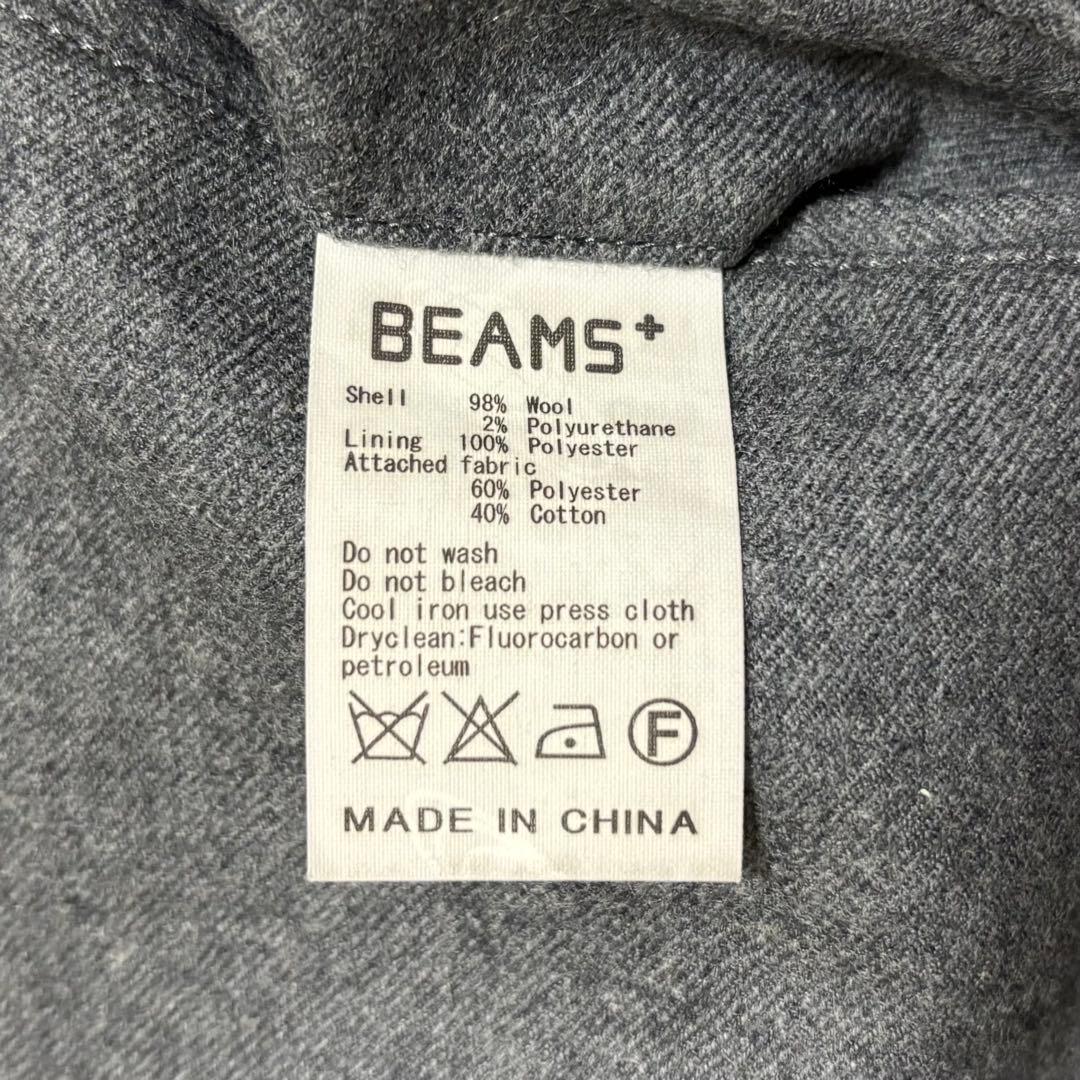 BEAMS+
Shell 98% Wool
2% Polyurethane
Lining 100% Polyester
Attached fabric
60% Polyester
40% Cotton
Do not wash
Do not bleach
Cool iron use press cloth
Dryclean:Fluorocarbon or
petroleum
F
MADE IN CHINA